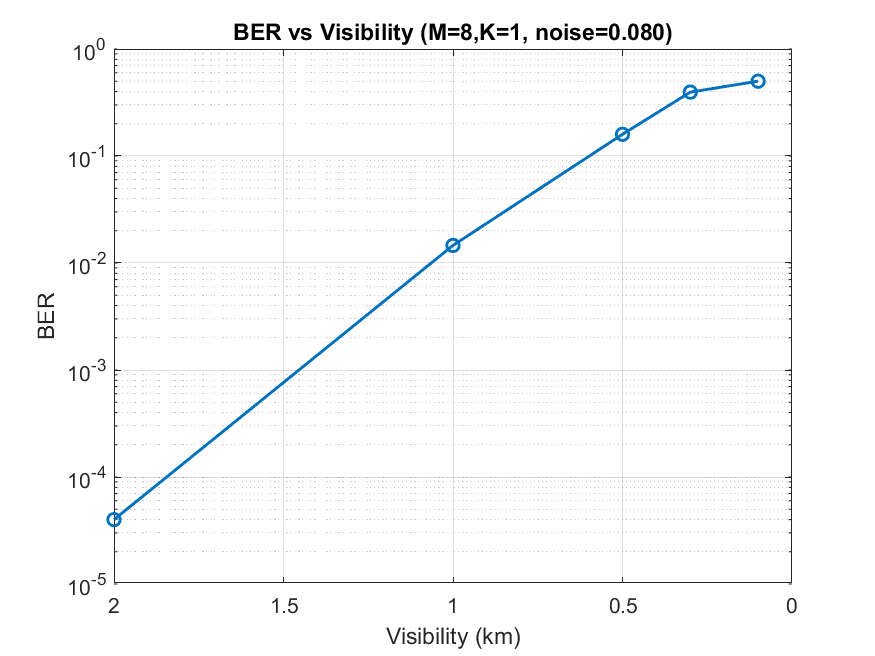 BER vs Visibility (M=8,K=1, noise=0.080)
10^0
10^-1
10^-2
10^-3
10^-4
10^-5
BER
2 1.5 1 0.5 0
Visibility (km)